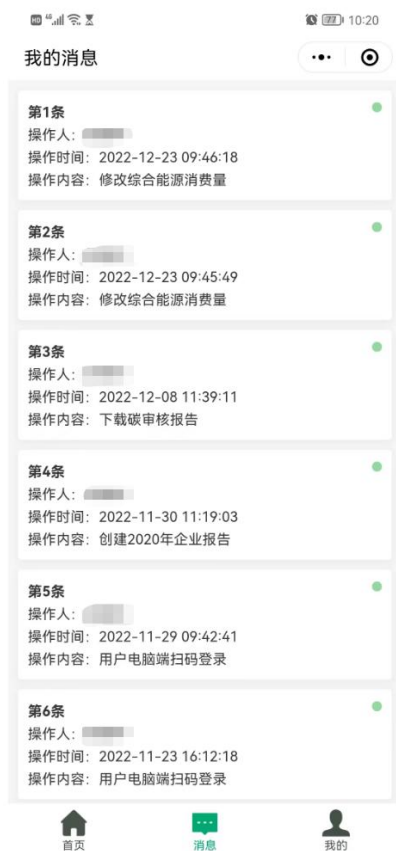 HD 77 10:20
我的消息
第1条
操作人：
操作时间：2022-12-23 09:46:18
操作内容：修改综合能源消费量
第2条
操作人：
操作时间：2022-12-23 09:45:49
操作内容：修改综合能源消费量
第3条
操作人：
操作时间：2022-12-08 11:39:11
操作内容：下载碳审核报告
第4条
操作人：
操作时间：2022-11-30 11:19:03
操作内容：创建2020年企业报告
第5条
操作人：
操作时间：2022-11-29 09:42:41
操作内容：用户电脑端扫码登录
第6条
操作人：
操作时间：2022-11-23 16:12:18
操作内容：用户电脑端扫码登录
首页 消息 我的